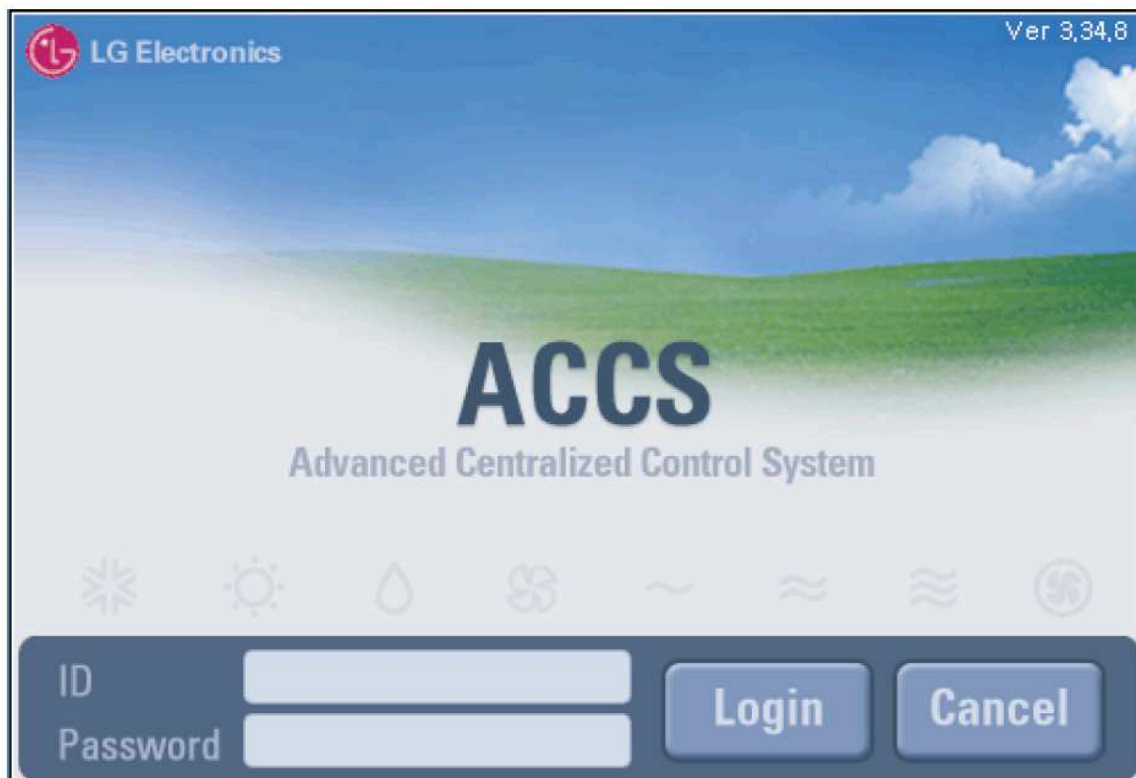 LG Electronics
Ver 3,34,8
ACCS
Advanced Centralized Control System
ID
Login
Cancel
Password